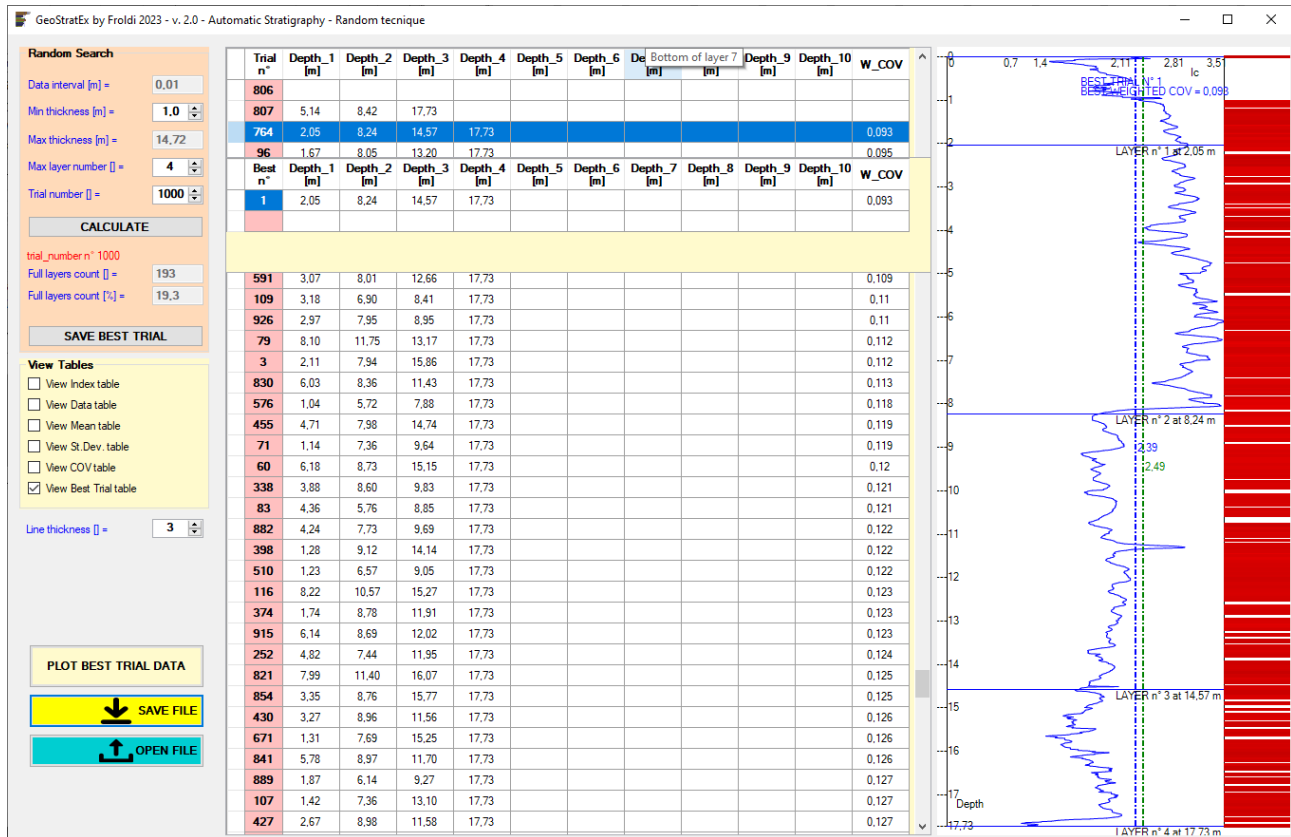 GeoStratEx by Froldi 2023 - v. 2.0 - Automatic Stratigraphy - Random tecnique
Random Search
Data interval [m] = 0,01
Min thickness [m] = 1,0
Max thickness [m] = 14,72
Max layer number [] = 4
Trial number [] = 1000
CALCULATE
trial_number n° 1000
Full layers count [] = 193
Full layers count [%] = 19,3
SAVE BEST TRIAL
View Tables
View Index table
View Data table
View Mean table
View St.Dev. table
View COV table
View Best Trial table
Line thickness [] = 3
PLOT BEST TRIAL DATA
SAVE FILE
OPEN FILE
Trial n° Depth_1 [m] Depth_2 [m] Depth_3 [m] Depth_4 [m] Depth_5 [m] Depth_6 [m] De [m] Bottom of layer 7 Depth_9 [m] Depth_10 [m] W_COV
806
807 5,14 8,42 17,73
764 2,05 8,24 14,57 17,73 0,093
96 1,67 8,05 13,20 17,73 0,095
Best n° Depth_1 [m] Depth_2 [m] Depth_3 [m] Depth_4 [m] Depth_5 [m] Depth_6 [m] Depth_7 [m] Depth_8 [m] Depth_9 [m] Depth_10 [m] W_COV
1 2,05 8,24 14,57 17,73 0,093
591 3,07 8,01 12,66 17,73 0,109
109 3,18 6,90 8,41 17,73 0,11
926 2,97 7,95 8,95 17,73 0,11
79 8,10 11,75 13,17 17,73 0,112
3 2,11 7,94 15,86 17,73 0,112
830 6,03 8,36 11,43 17,73 0,113
576 1,04 5,72 7,88 17,73 0,118
455 4,71 7,98 14,74 17,73 0,119
71 1,14 7,36 9,64 17,73 0,119
60 6,18 8,73 15,15 17,73 0,12
338 3,88 8,60 9,83 17,73 0,121
83 4,36 5,76 8,85 17,73 0,121
882 4,24 7,73 9,69 17,73 0,122
398 1,28 9,12 14,14 17,73 0,122
510 1,23 6,57 9,05 17,73 0,122
116 8,22 10,57 15,27 17,73 0,123
374 1,74 8,78 11,91 17,73 0,123
915 6,14 8,69 12,02 17,73 0,123
252 4,82 7,44 11,95 17,73 0,124
821 7,99 11,40 16,07 17,73 0,125
854 3,35 8,76 15,77 17,73 0,125
430 3,27 8,96 11,56 17,73 0,126
671 1,31 7,69 15,25 17,73 0,126
841 5,78 8,97 11,70 17,73 0,126
889 1,87 6,14 9,27 17,73 0,127
107 1,42 7,36 13,10 17,73 0,127
427 2,67 8,98 11,58 17,73 0,127
---0
0 0,7 1,4 2,11 2,81 3,51
Ic
BEST TRIAL N° 1
BEST WEIGHTED COV = 0,093
---1
---2
LAYER n° 1 at 2,05 m
---3
---4
---5
---6
---7
---8
LAYER n° 2 at 8,24 m
---9
2,39
2,49
---10
---11
---12
---13
---14
LAYER n° 3 at 14,57 m
---15
---16
---17
Depth
---17,73
LAYER n° 4 at 17,73 m